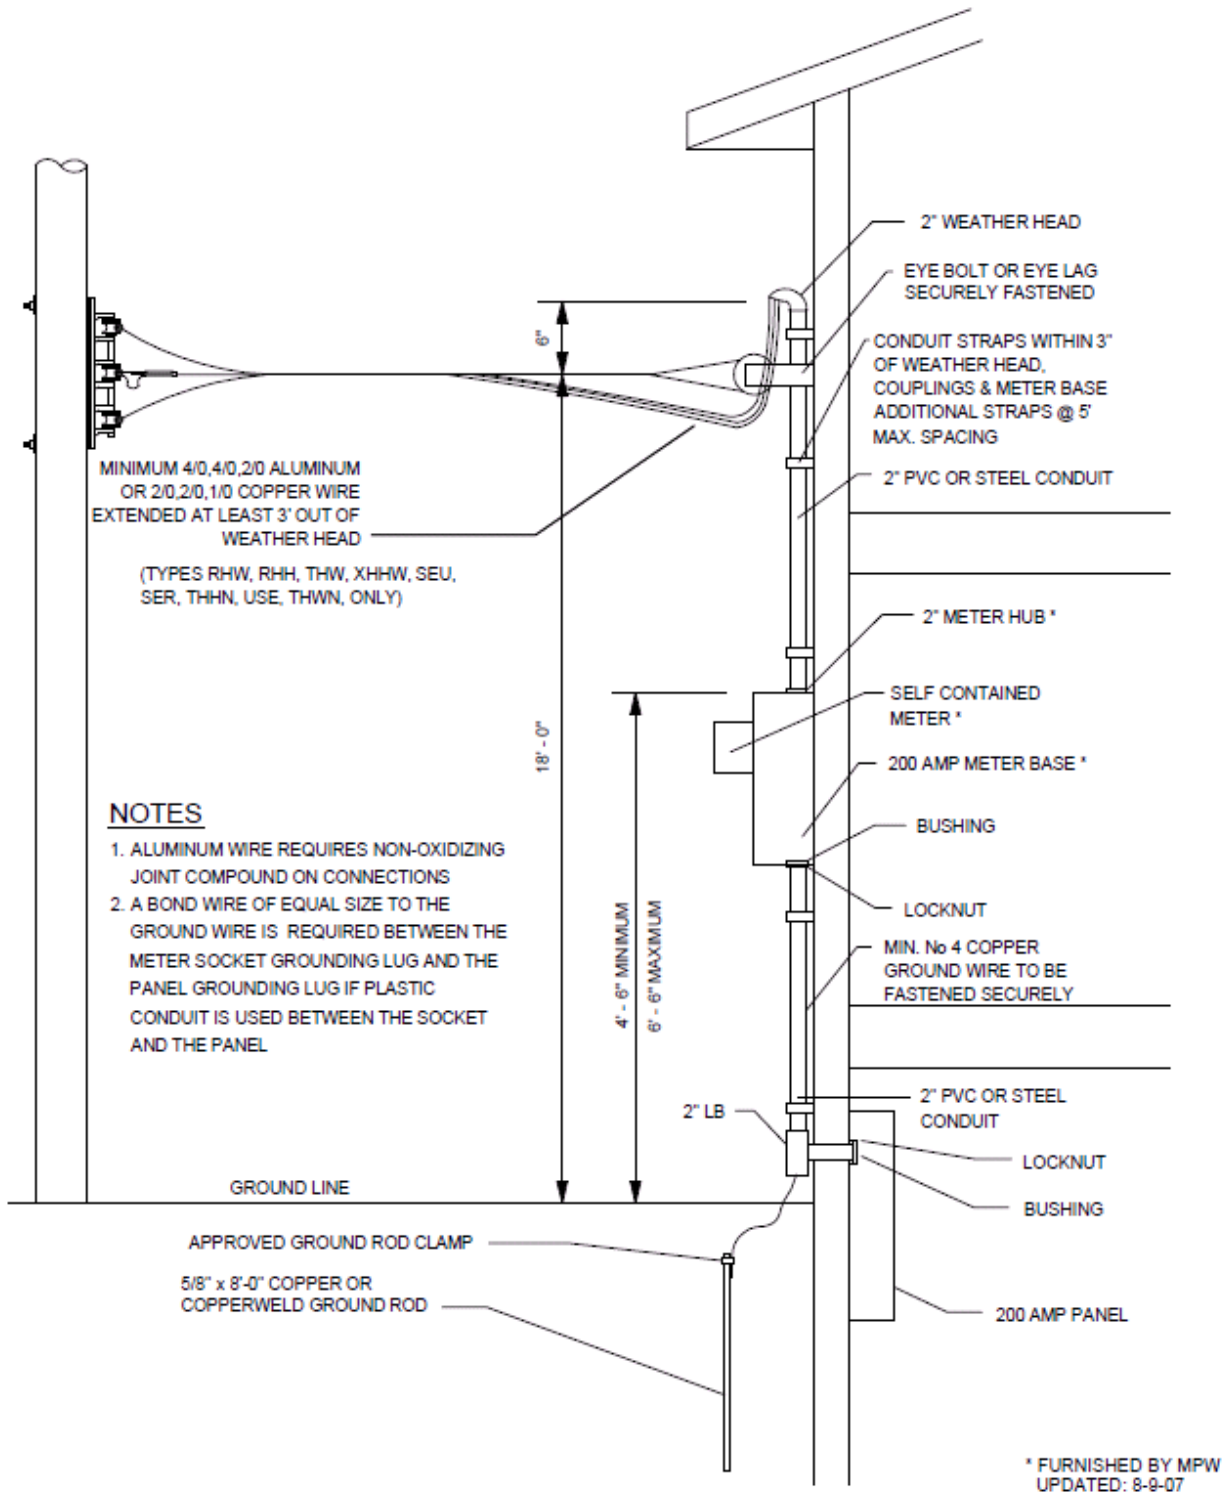 2" WEATHER HEAD
EYE BOLT OR EYE LAG
SECURELY FASTENED
6"
CONDUIT STRAPS WITHIN 3"
OF WEATHER HEAD,
COUPLINGS & METER BASE
ADDITIONAL STRAPS @ 5'
MAX. SPACING
MINIMUM 4/0,4/0,2/0 ALUMINUM
OR 2/0,2/0,1/0 COPPER WIRE
EXTENDED AT LEAST 3' OUT OF
WEATHER HEAD
(TYPES RHW, RHH, THW, XHHW, SEU,
SER, THHN, USE, THWN, ONLY)
2" PVC OR STEEL CONDUIT
2" METER HUB *
SELF CONTAINED
METER *
18' - 0"
200 AMP METER BASE *
NOTES
1. ALUMINUM WIRE REQUIRES NON-OXIDIZING
JOINT COMPOUND ON CONNECTIONS
2. A BOND WIRE OF EQUAL SIZE TO THE
GROUND WIRE IS REQUIRED BETWEEN THE
METER SOCKET GROUNDING LUG AND THE
PANEL GROUNDING LUG IF PLASTIC
CONDUIT IS USED BETWEEN THE SOCKET
AND THE PANEL
BUSHING
LOCKNUT
4' - 6" MINIMUM
6' - 6" MAXIMUM
MIN. No 4 COPPER
GROUND WIRE TO BE
FASTENED SECURELY
2" LB
2" PVC OR STEEL
CONDUIT
LOCKNUT
BUSHING
GROUND LINE
APPROVED GROUND ROD CLAMP
5/8" x 8'-0" COPPER OR
COPPERWELD GROUND ROD
200 AMP PANEL
* FURNISHED BY MPW
UPDATED: 8-9-07